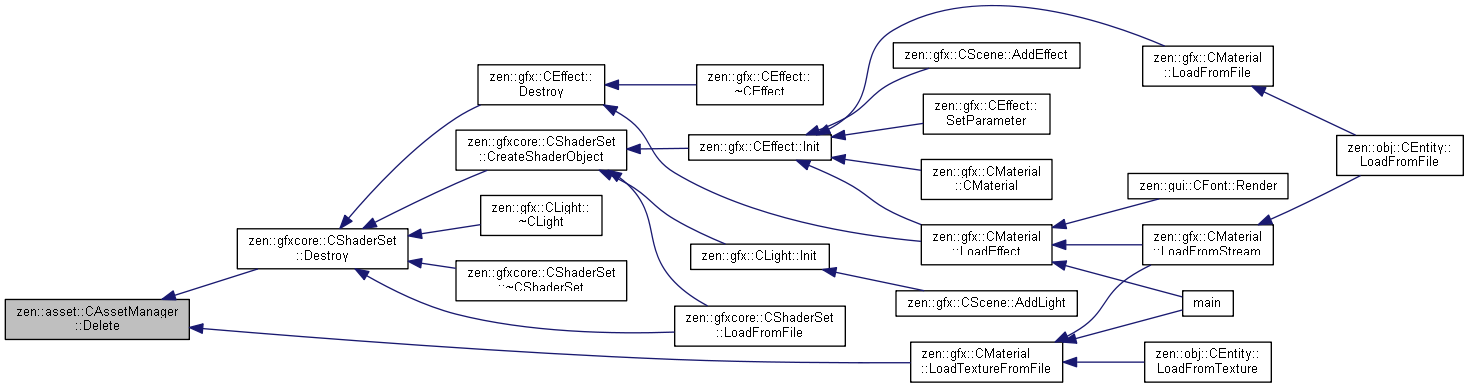 zen::asset::CAssetManager
::Delete
zen::gfxcore::CShaderSet
::Destroy
zen::gfx::CEffect::
Destroy
zen::gfxcore::CShaderSet
::CreateShaderObject
zen::gfx::CLight::
~CLight
zen::gfxcore::CShaderSet
::~CShaderSet
zen::gfx::CEffect::
~CEffect
zen::gfx::CEffect::Init
zen::gfx::CLight::Init
zen::gfxcore::CShaderSet
::LoadFromFile
zen::gfx::CScene::AddEffect
zen::gfx::CEffect::
SetParameter
zen::gfx::CMaterial
::CMaterial
zen::gfx::CMaterial
::LoadEffect
zen::gfx::CScene::AddLight
zen::gfx::CMaterial
::LoadTextureFromFile
zen::gfx::CMaterial
::LoadFromFile
zen::gui::CFont::Render
zen::gfx::CMaterial
::LoadFromStream
main
zen::obj::CEntity::
LoadFromTexture
zen::obj::CEntity::
LoadFromFile